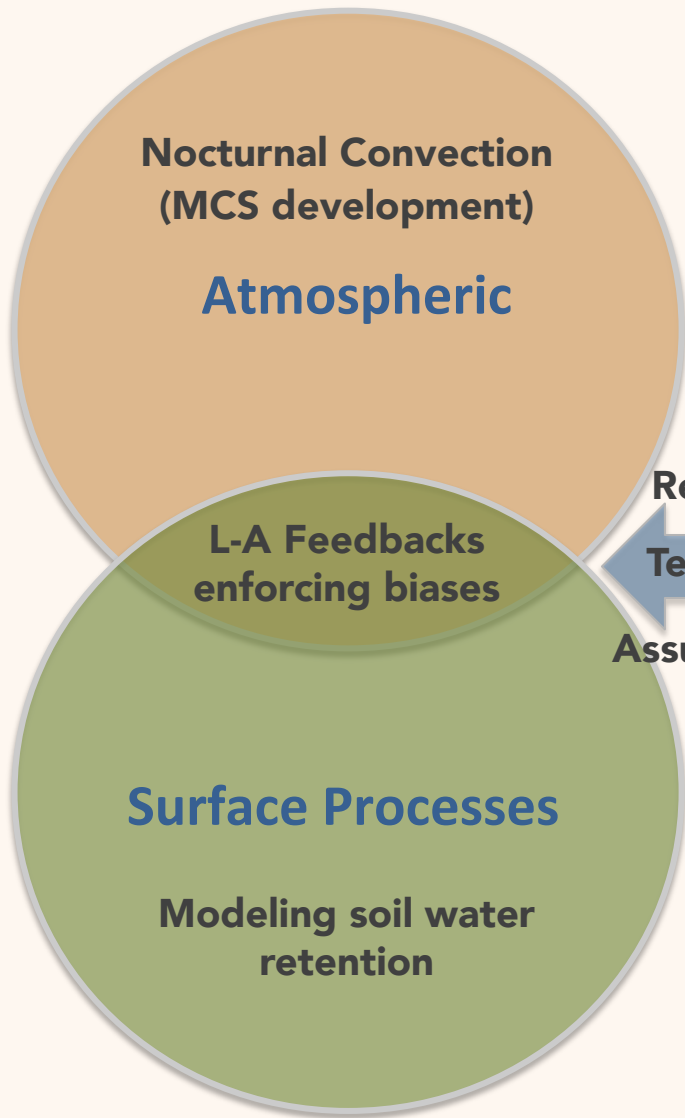 Nocturnal Convection
(MCS development)
Atmospheric
L-A Feedbacks
enforcing biases
Surface Processes
Modeling soil water
retention